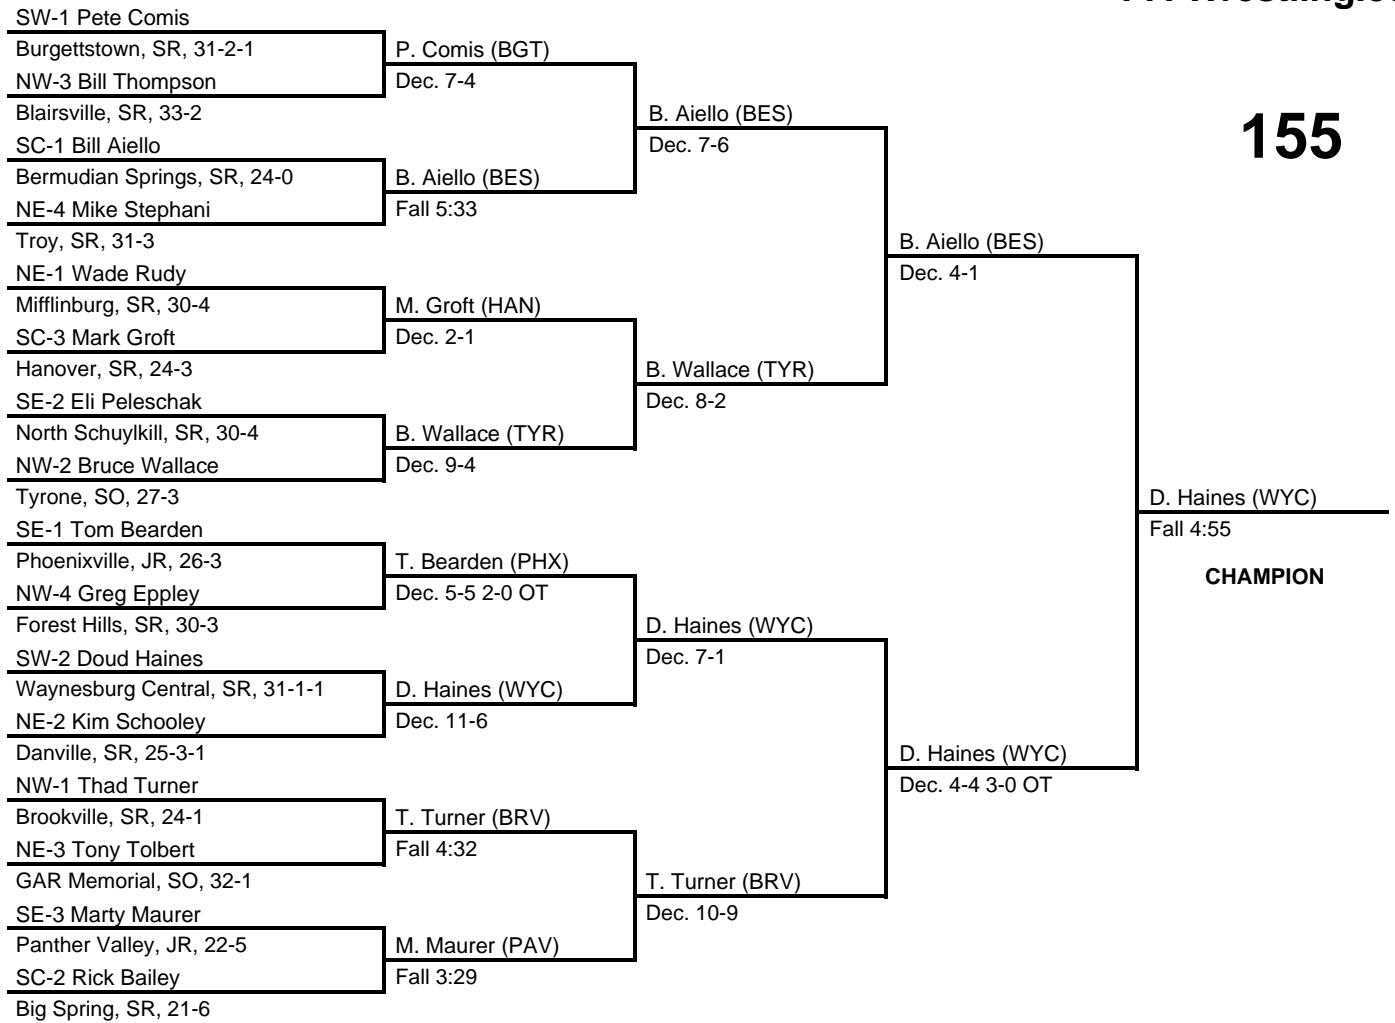 SW-1 Pete Comis
Burgettstown, SR, 31-2-1
NW-3 Bill Thompson
Blairsville, SR, 33-2
SC-1 Bill Aiello
Bermudian Springs, SR, 24-0
NE-4 Mike Stephani
Troy, SR, 31-3
NE-1 Wade Rudy
Mifflinburg, SR, 30-4
SC-3 Mark Groft
Hanover, SR, 24-3
SE-2 Eli Peleschak
North Schuylkill, SR, 30-4
NW-2 Bruce Wallace
Tyrone, SO, 27-3
SE-1 Tom Bearden
Phoenixville, JR, 26-3
NW-4 Greg Eppley
Forest Hills, SR, 30-3
SW-2 Doud Haines
Waynesburg Central, SR, 31-1-1
NE-2 Kim Schooley
Danville, SR, 25-3-1
NW-1 Thad Turner
Brookville, SR, 24-1
NE-3 Tony Tolbert
GAR Memorial, SO, 32-1
SE-3 Marty Maurer
Panther Valley, JR, 22-5
SC-2 Rick Bailey
Big Spring, SR, 21-6
P. Comis (BGT)
Dec. 7-4
B. Aiello (BES)
Fall 5:33
M. Groft (HAN)
Dec. 2-1
B. Wallace (TYR)
Dec. 9-4
T. Bearden (PHX)
Dec. 5-5 2-0 OT
D. Haines (WYC)
Dec. 11-6
T. Turner (BRV)
Fall 4:32
M. Maurer (PAV)
Fall 3:29
B. Aiello (BES)
Dec. 7-6
B. Wallace (TYR)
Dec. 8-2
D. Haines (WYC)
Dec. 7-1
T. Turner (BRV)
Dec. 10-9
B. Aiello (BES)
Dec. 4-1
D. Haines (WYC)
Dec. 4-4 3-0 OT
155
D. Haines (WYC)
Fall 4:55
CHAMPION